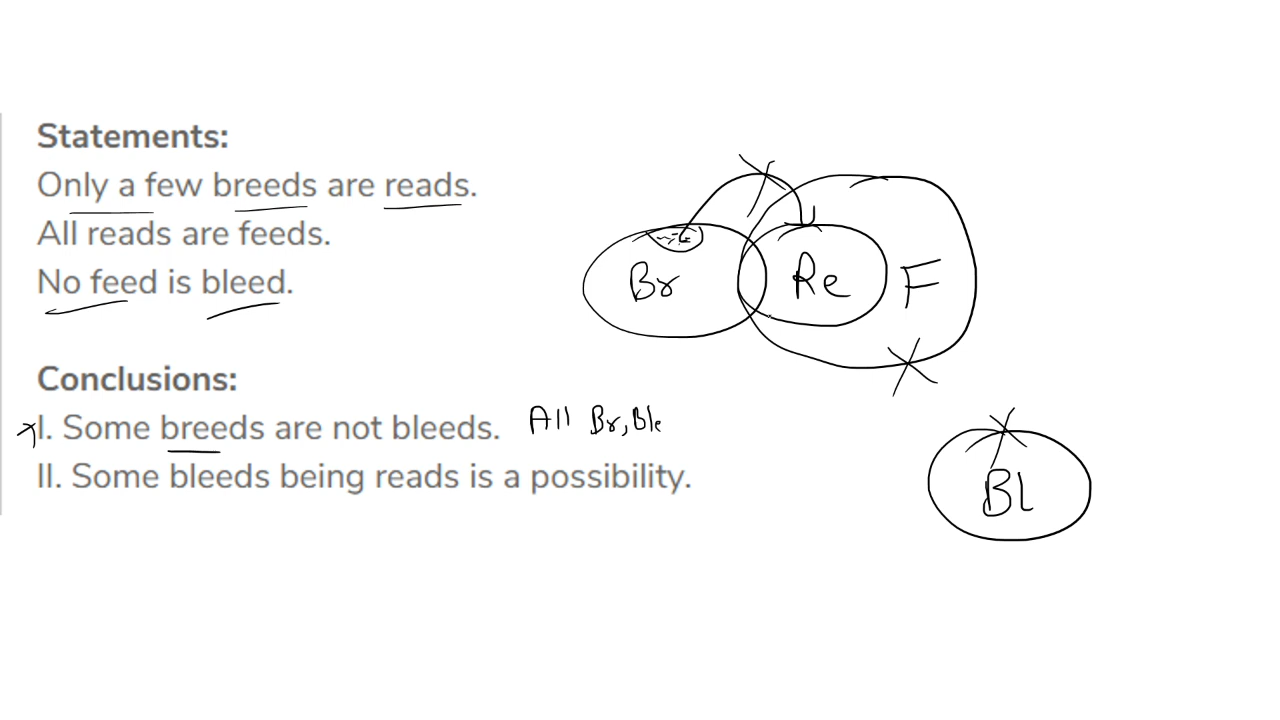 Statements:
Only a few breeds are reads.
All reads are feeds.
No feed is bleed.
Br
Re
F
Conclusions:
I. Some breeds are not bleeds. All Br, Ble
II. Some bleeds being reads is a possibility.
Bl